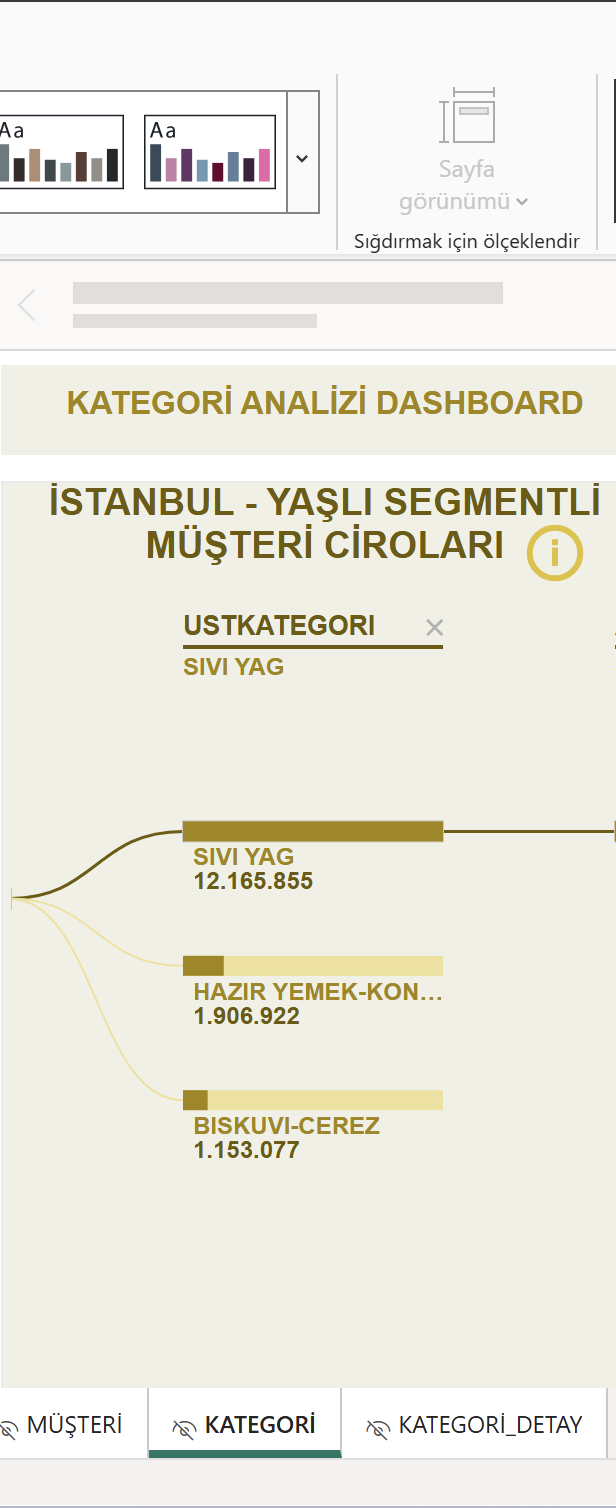 Aa
Aa
Sayfa
görünümü
Sığdırmak için ölçeklendir
KATEGORİ ANALİZİ DASHBOARD
İSTANBUL - YAŞLI SEGMENTLİ
MÜŞTERİ CİROLARI
USTKATEGORI
SIVI YAG
SIVI YAG
12.165.855
HAZIR YEMEK-KON...
1.906.922
BISKUVI-CEREZ
1.153.077
MÜŞTERİ
KATEGORİ
KATEGORİ_DETAY